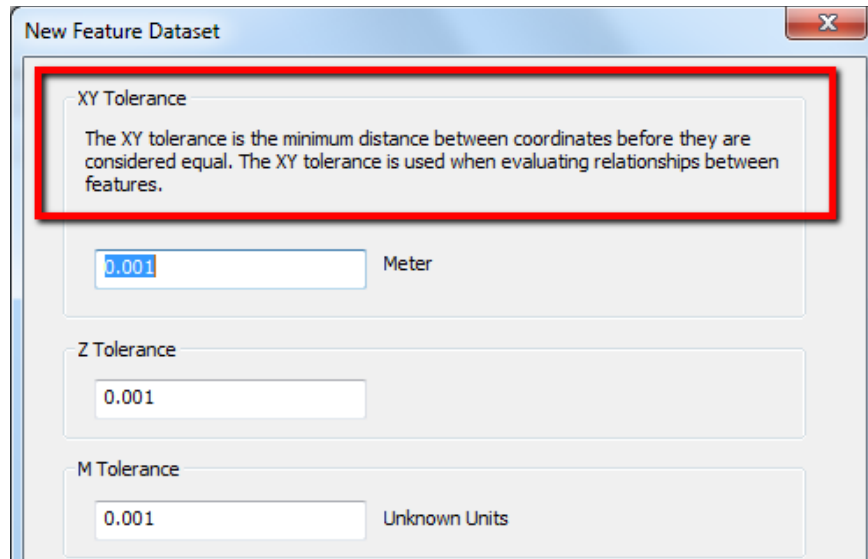 New Feature Dataset
XY Tolerance
The XY tolerance is the minimum distance between coordinates before they are
considered equal. The XY tolerance is used when evaluating relationships between
features.
0.001 Meter
Z Tolerance
0.001
M Tolerance
0.001 Unknown Units